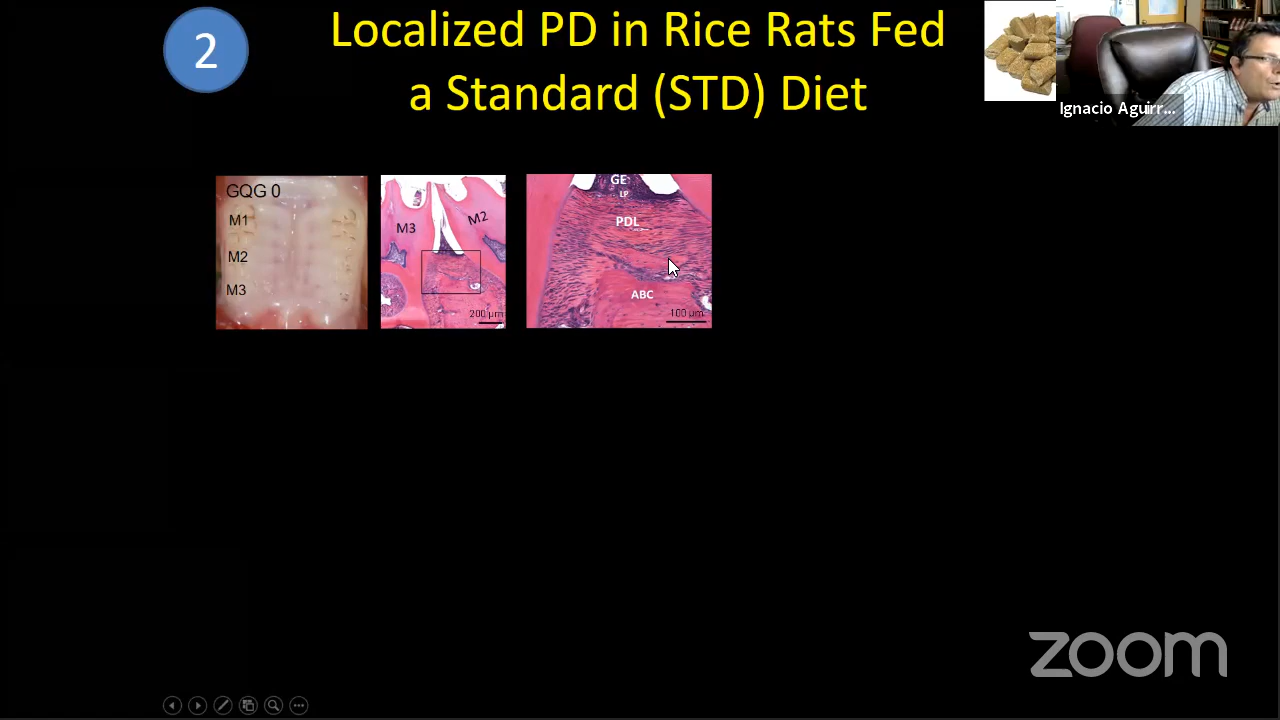 2
Localized PD in Rice Rats Fed
a Standard (STD) Diet
Ignacio Aguirr...
GQG 0
M1
M2
M3
M3
M2
200 µm
GE
LP
PDL
ABC
100 µm
zoom